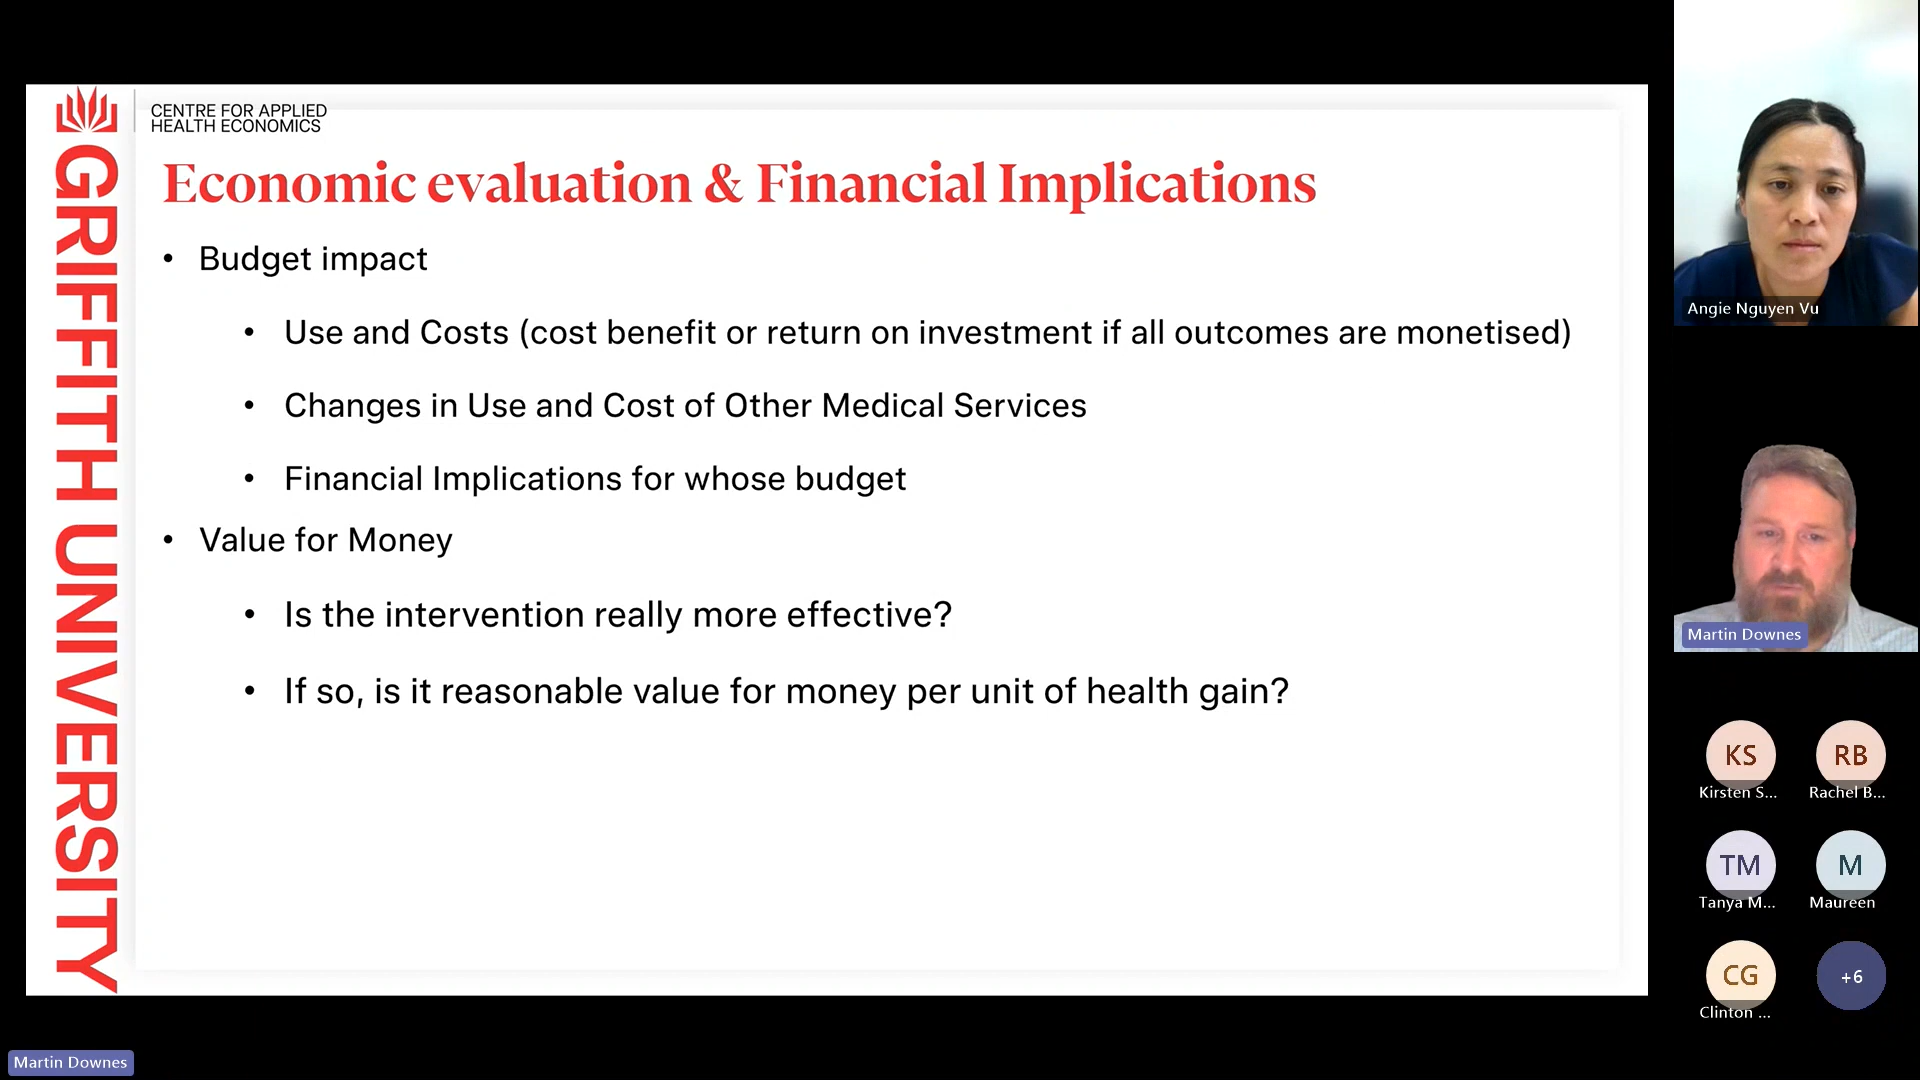 CENTRE FOR APPLIED
HEALTH ECONOMICS
GRIFFITH UNIVERSITY
Economic evaluation & Financial Implications
• Budget impact
• Use and Costs (cost benefit or return on investment if all outcomes are monetised)
• Changes in Use and Cost of Other Medical Services
• Financial Implications for whose budget
• Value for Money
• Is the intervention really more effective?
• If so, is it reasonable value for money per unit of health gain?
Angie Nguyen Vu
Martin Downes
KS
Kirsten S...
RB
Rachel B...
TM
Tanya M...
M
Maureen
CG
Clinton ...
+6
Martin Downes